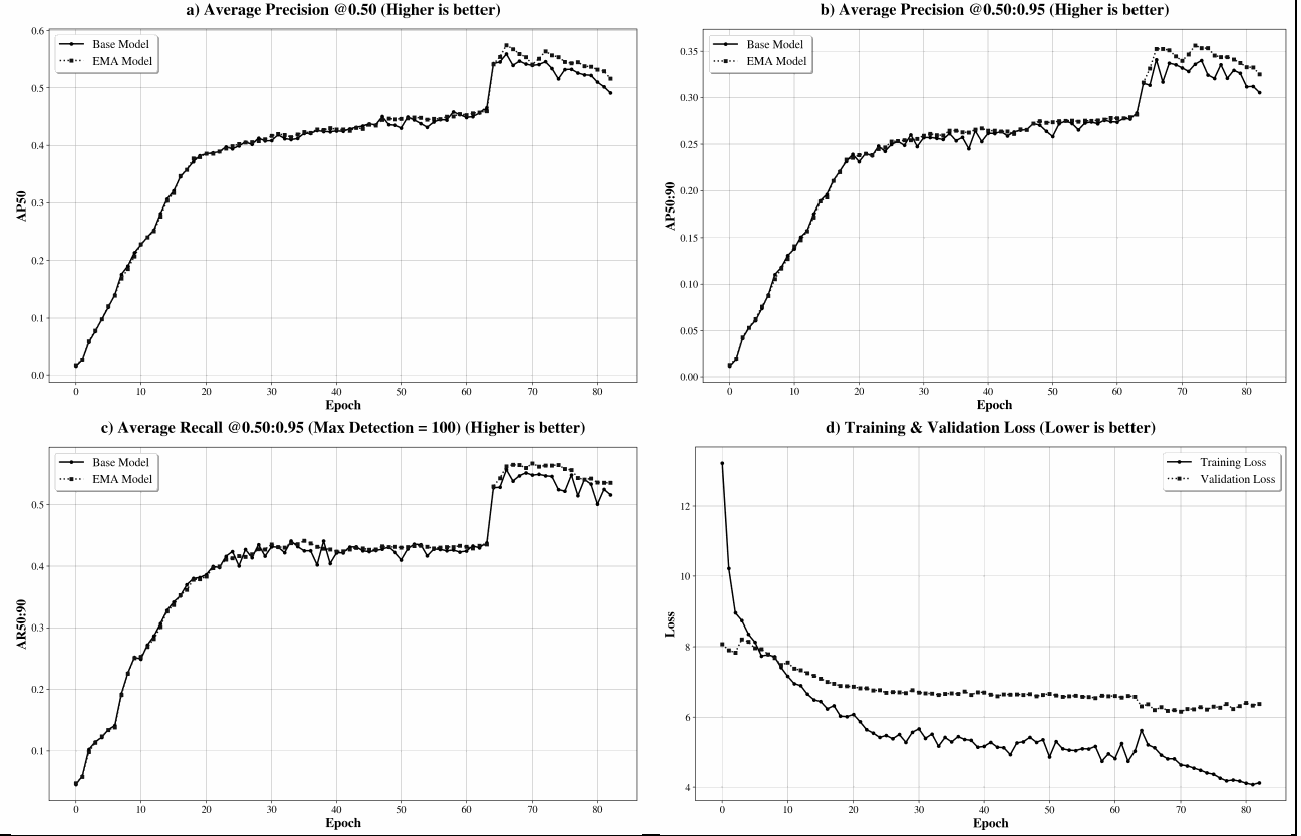 a) Average Precision @0.50 (Higher is better)
Base Model
EMA Model
0.6
0.5
0.4
0.3
0.2
0.1
0.0
AP50
0 10 20 30 40 50 60 70 80
Epoch
b) Average Precision @0.50:0.95 (Higher is better)
Base Model
EMA Model
0.35
0.30
0.25
0.20
0.15
0.10
0.05
0.00
AP50:90
0 10 20 30 40 50 60 70 80
Epoch
c) Average Recall @0.50:0.95 (Max Detection = 100) (Higher is better)
Base Model
EMA Model
0.5
0.4
0.3
0.2
0.1
AR50:90
0 10 20 30 40 50 60 70 80
Epoch
d) Training & Validation Loss (Lower is better)
Training Loss
Validation Loss
12
10
8
6
4
Loss
0 10 20 30 40 50 60 70 80
Epoch